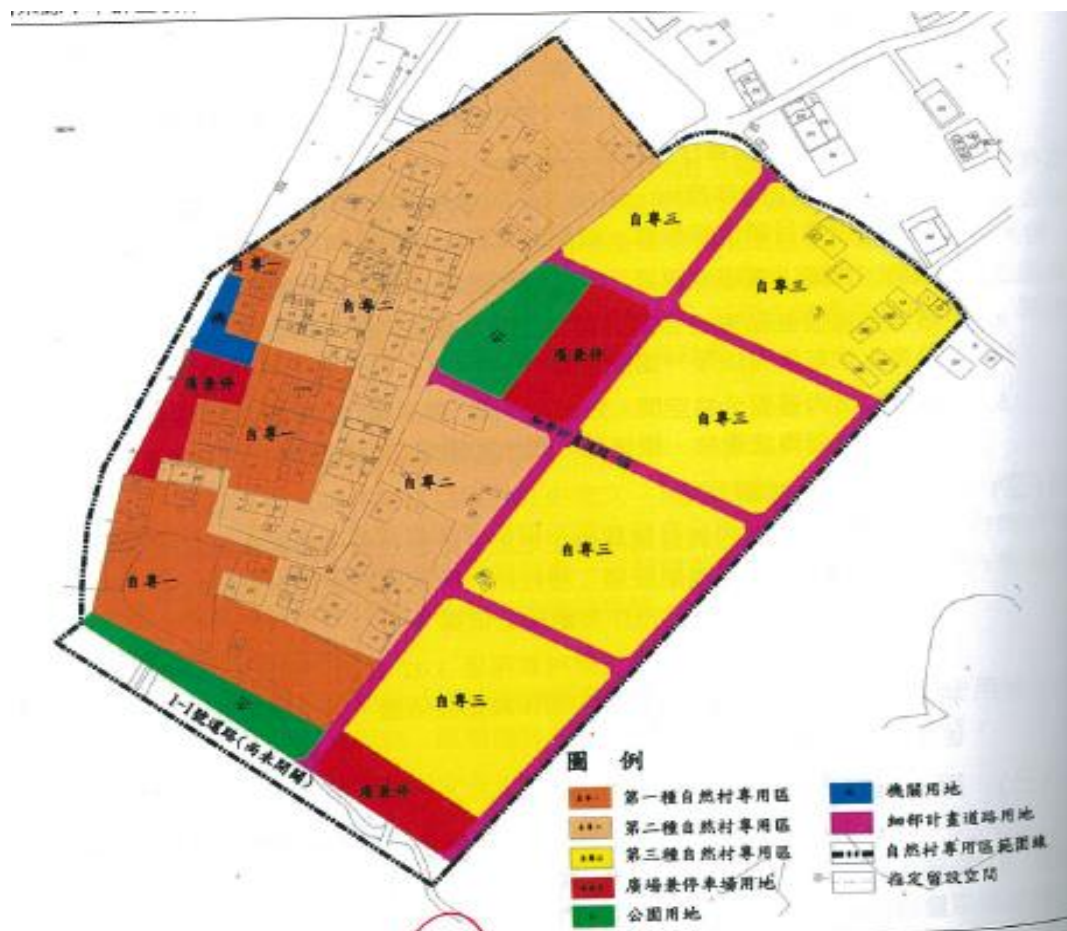 自專三
自專三
自專一
自專二
公
廣兼停
廣兼停
自專三
自專一
自專二
自專三
自專一
自專三
公
1-1號道路(尚未開闢)
廣兼停
圖 例
第一種自然村專用區
第二種自然村專用區
第三種自然村專用區
廣場兼停車場用地
公園用地
機關用地
細部計畫道路用地
自然村專用區範圍線
指定留設空間